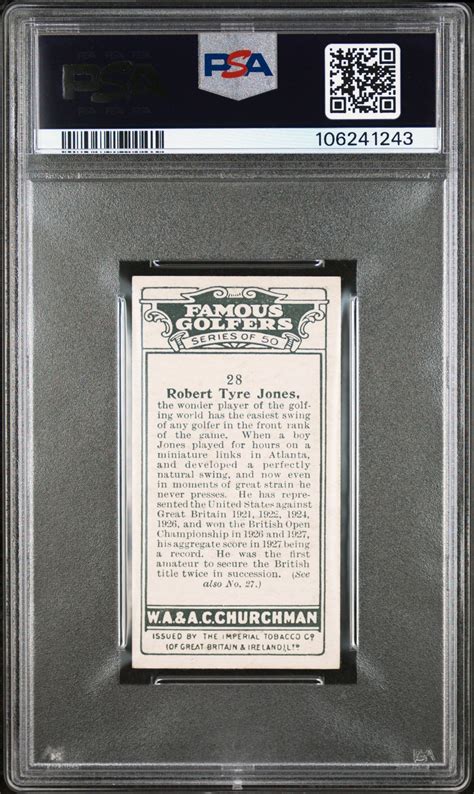 PSA
PSA
106241243
FAMOUS
GOLFERS
SERIES OF 50
28
Robert Tyre Jones,
the wonder player of the golf-
ing world has the easiest swing
of any golfer in the front rank
of the game. When a boy
Jones played for hours on a
miniature links in Atlanta,
and developed a perfectly
natural swing, and now even
in moments of great strain he
never presses. He has repre-
sented the United States against
Great Britain 1921, 1922, 1924,
1926, and won the British Open
Championship in 1926 and 1927,
his aggregate score in 1927 being
a record. He was the first
amateur to secure the British
title twice in succession. (See
also No. 27.)
W.A.& A.C.CHURCHMAN
ISSUED BY THE IMPERIAL TOBACCO Co
(OF GREAT BRITAIN & IRELAND), LTD
PSA